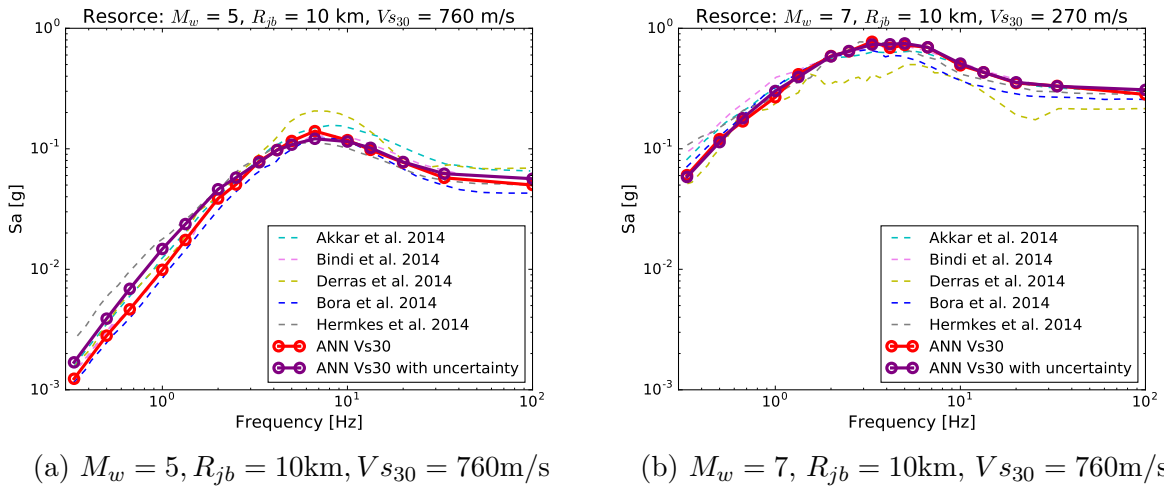 Resorce: $M_w = 5$, $R_{jb} = 10$ km, $Vs_{30} = 760$ m/s
Sa [g]
10^0
10^{-1}
10^{-2}
10^{-3}
Akkar et al. 2014
Bindi et al. 2014
Derras et al. 2014
Bora et al. 2014
Hermkes et al. 2014
ANN Vs30
ANN Vs30 with uncertainty
10^0
10^1
10^2
Frequency [Hz]
(a) $M_w = 5, R_{jb} = 10$km$, Vs_{30} = 760$m/s
Resorce: $M_w = 7$, $R_{jb} = 10$ km, $Vs_{30} = 270$ m/s
Sa [g]
10^0
10^{-1}
10^{-2}
10^{-3}
Akkar et al. 2014
Bindi et al. 2014
Derras et al. 2014
Bora et al. 2014
Hermkes et al. 2014
ANN Vs30
ANN Vs30 with uncertainty
10^0
10^1
10^2
Frequency [Hz]
(b) $M_w = 7$, $R_{jb} = 10$km, $Vs_{30} = 760$m/s